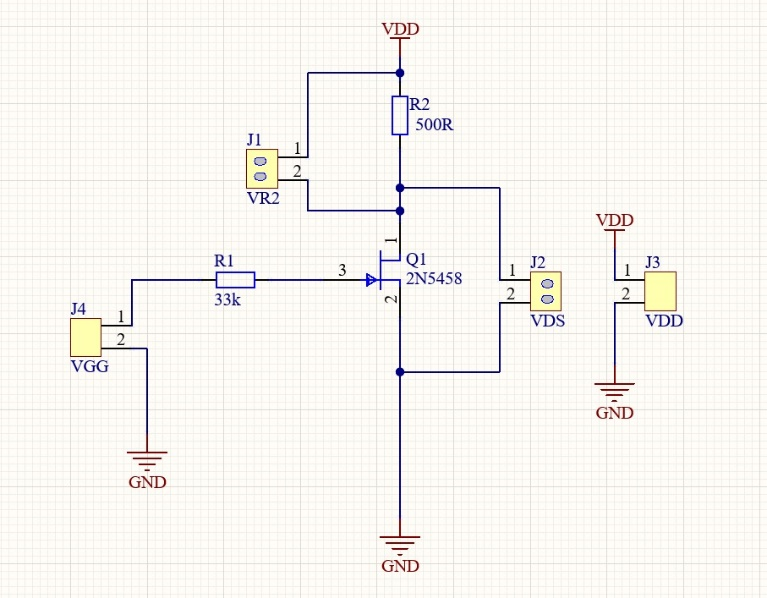 VDD
R2
500R
J1
1
2
VR2
1
Q1
2N5458
3
2
R1
33k
J4
1
2
VGG
GND
J2
1
2
VDS
VDD
J3
1
2
VDD
GND
GND